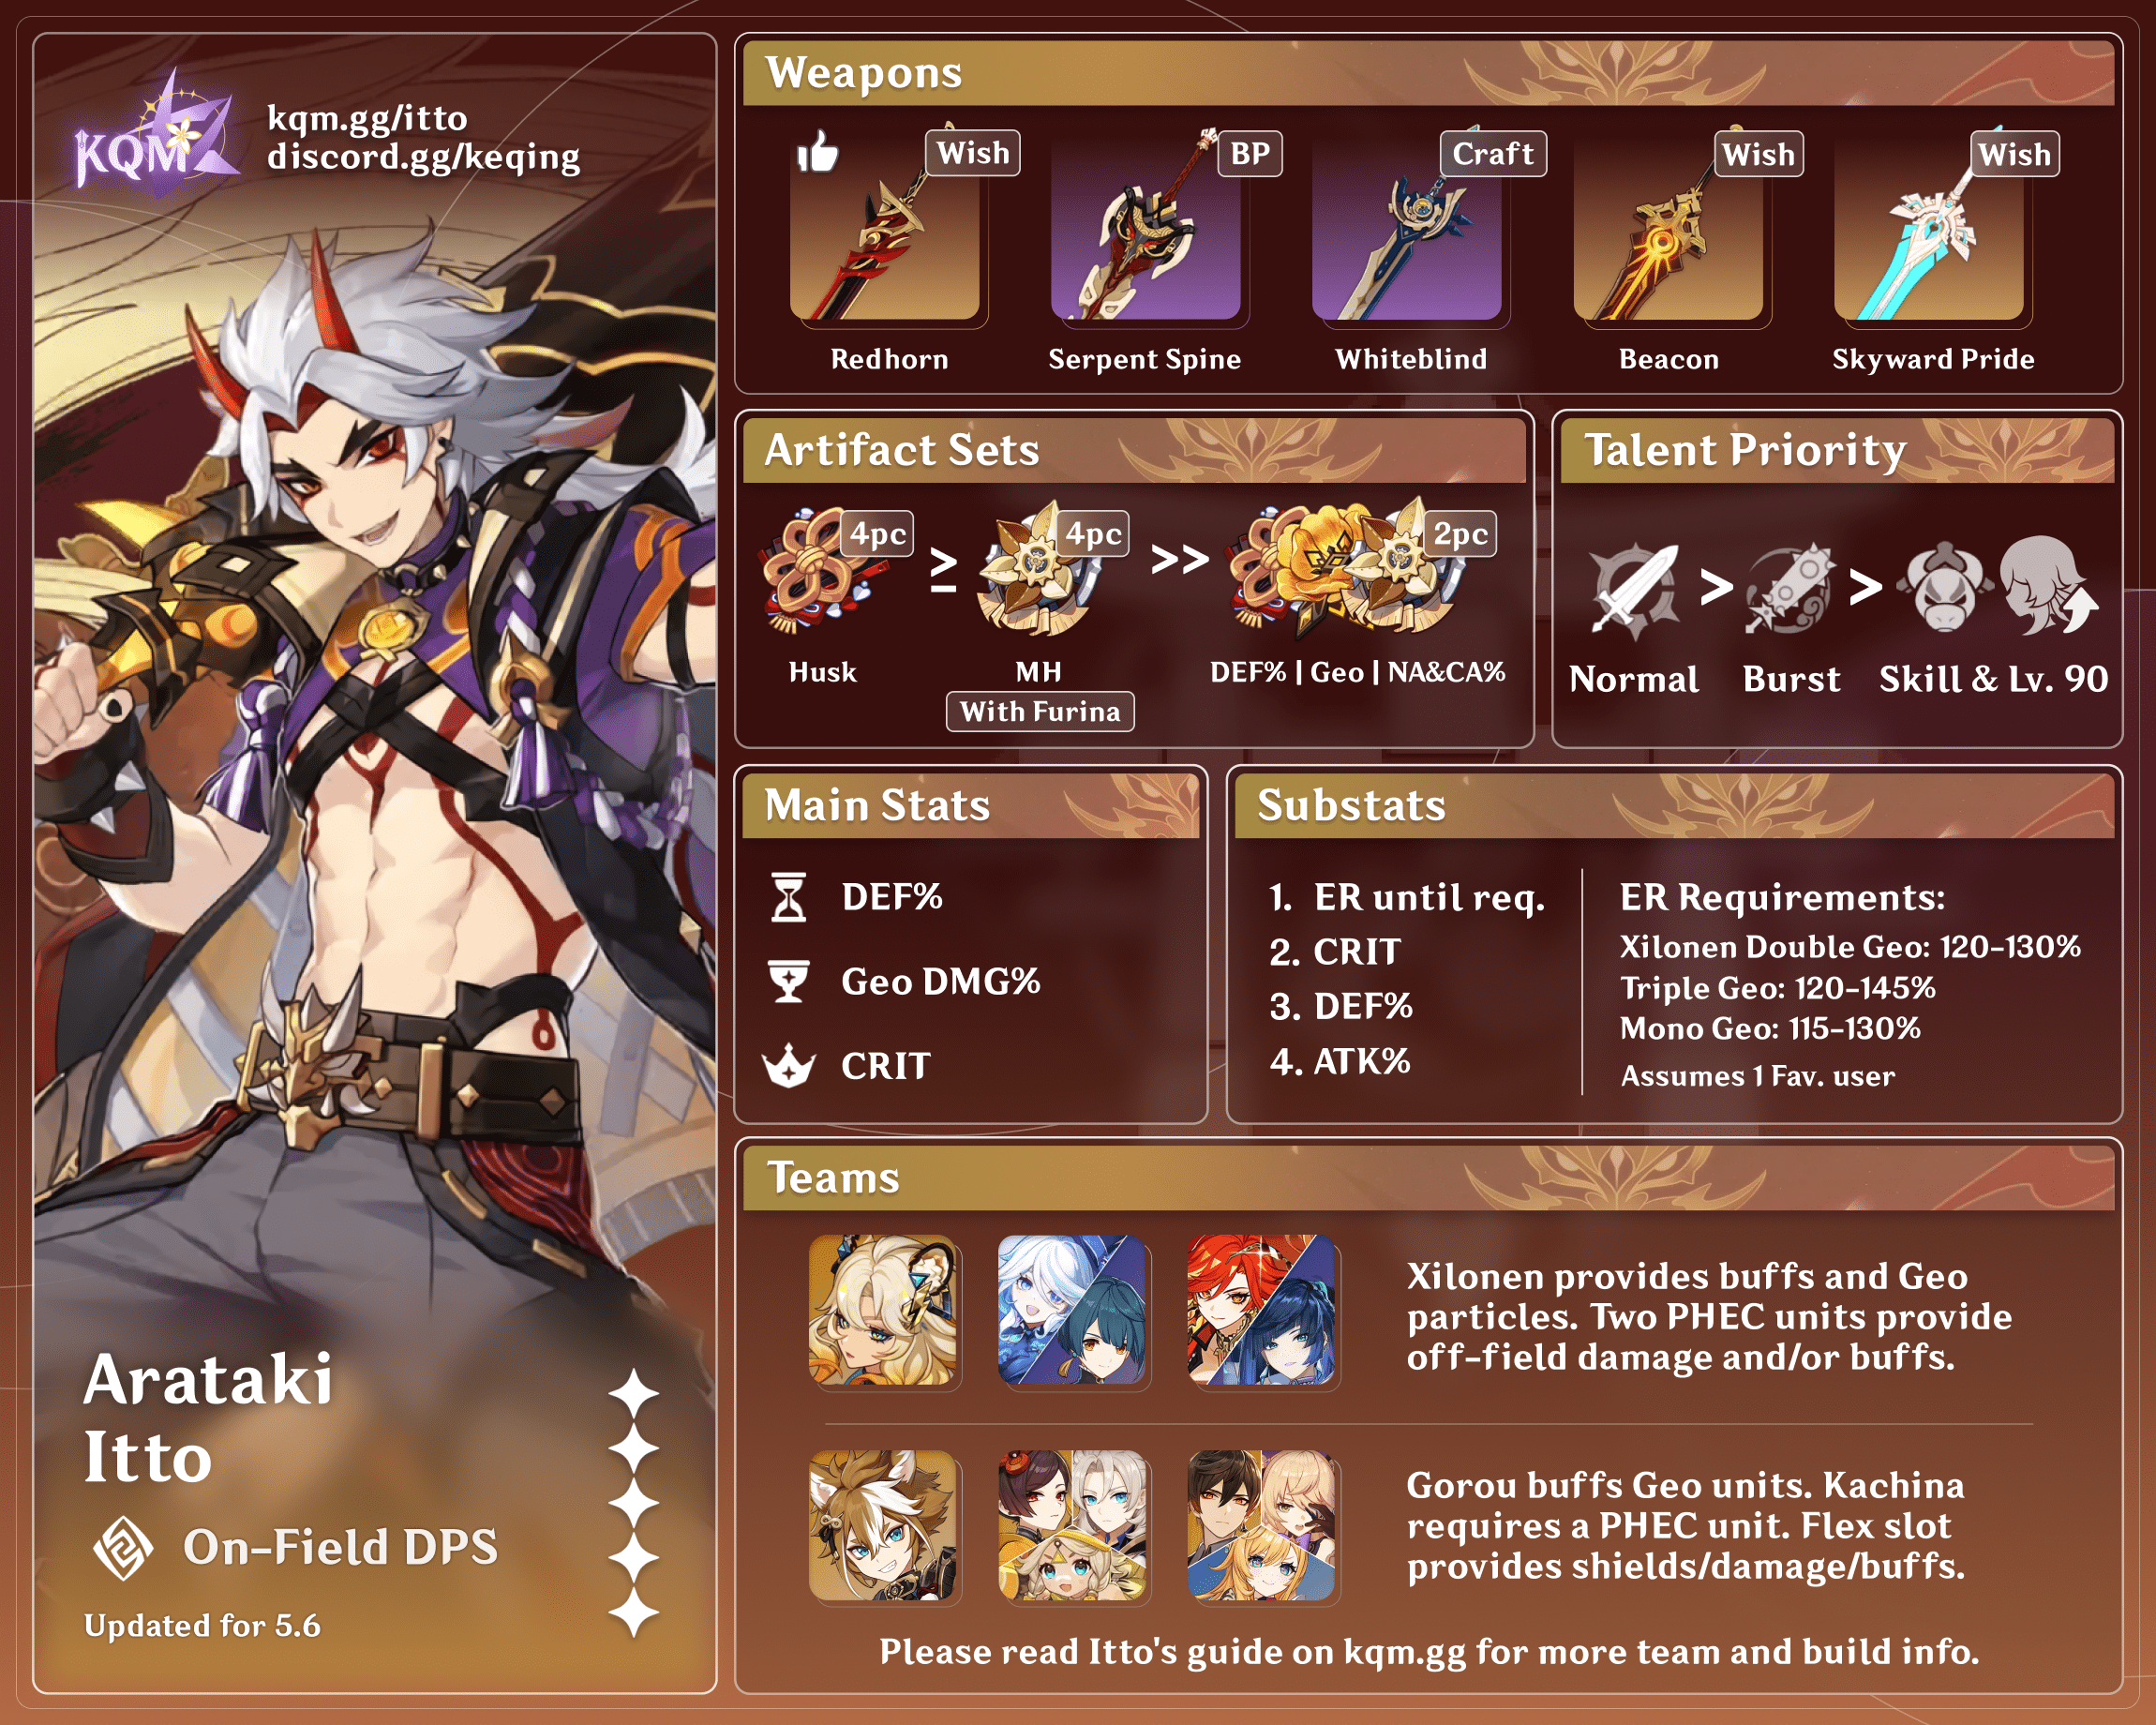 KQM
kqm.gg/itto
discord.gg/keqing
Arataki
Itto
On-Field DPS
Updated for 5.6
Weapons
Wish
BP
Craft
Wish
Wish
Redhorn
Serpent Spine
Whiteblind
Beacon
Skyward Pride
Artifact Sets
4pc
≥
4pc
>>
2pc
Husk
MH
With Furina
DEF% | Geo | NA&CA%
Talent Priority
> >
Normal
Burst
Skill & Lv. 90
Main Stats
DEF%
Geo DMG%
CRIT
Substats
1. ER until req.
2. CRIT
3. DEF%
4. ATK%
ER Requirements:
Xilonen Double Geo: 120-130%
Triple Geo: 120-145%
Mono Geo: 115-130%
Assumes 1 Fav. user
Teams
Xilonen provides buffs and Geo
particles. Two PHEC units provide
off-field damage and/or buffs.
Gorou buffs Geo units. Kachina
requires a PHEC unit. Flex slot
provides shields/damage/buffs.
Please read Itto's guide on kqm.gg for more team and build info.